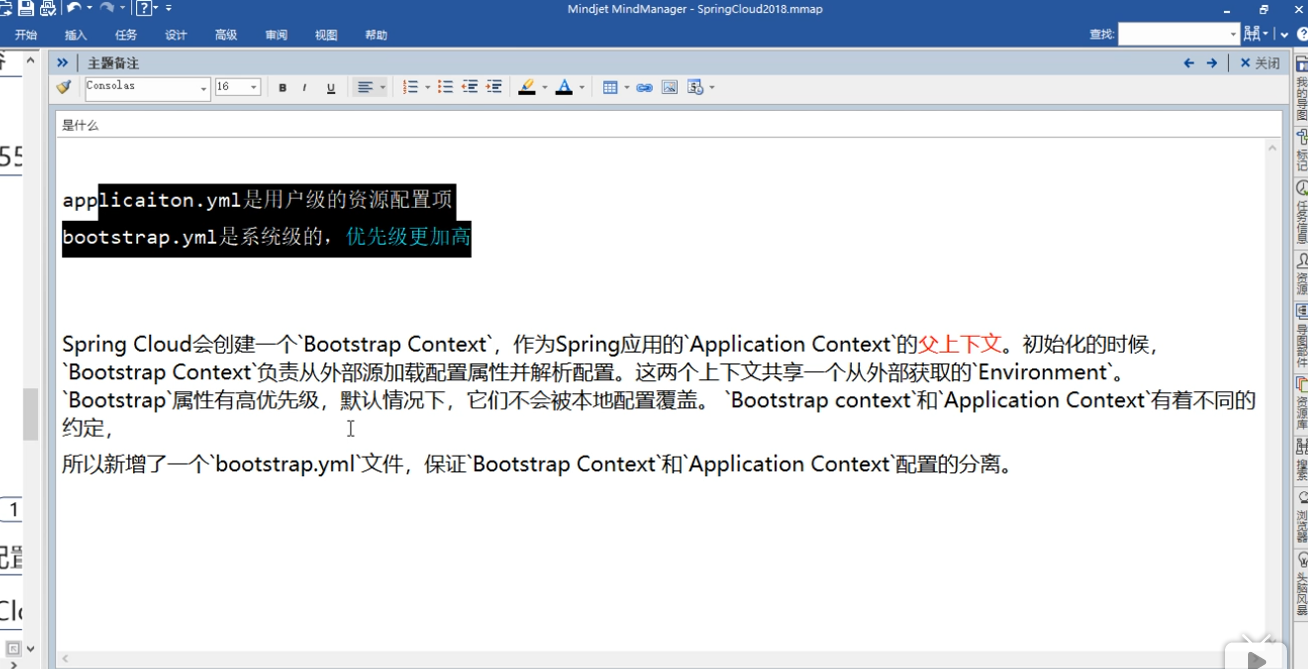 Mindjet MindManager - SpringCloud2018.mmap
开始 插入 任务 设计 高级 审阅 视图 帮助 查找:
主题备注 关闭
Consolas 16 B I U
是什么
applicaiton.yml是用户级的资源配置项
bootstrap.yml是系统级的，优先级更加高
Spring Cloud会创建一个`Bootstrap Context`，作为Spring应用的`Application Context`的父上下文。初始化的时候，
`Bootstrap Context`负责从外部源加载配置属性并解析配置。这两个上下文共享一个从外部获取的`Environment`。
`Bootstrap`属性有高优先级，默认情况下，它们不会被本地配置覆盖。 `Bootstrap context`和`Application Context`有着不同的
约定，
所以新增了一个`bootstrap.yml`文件，保证`Bootstrap Context`和`Application Context`配置的分离。
55
1
配置
Clo
我的导图
标记
任务信息
资源
导图部件
资源库
搜索
浏览器
头脑风暴